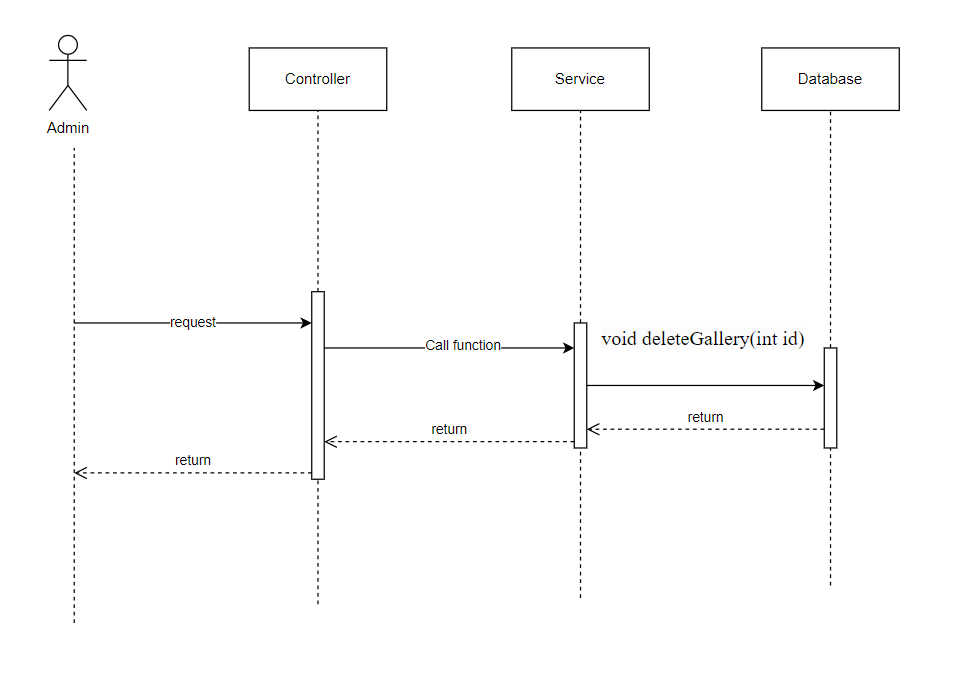 Controller
Service
Database
Admin
request
Call function
void deleteGallery(int id)
return
return
return